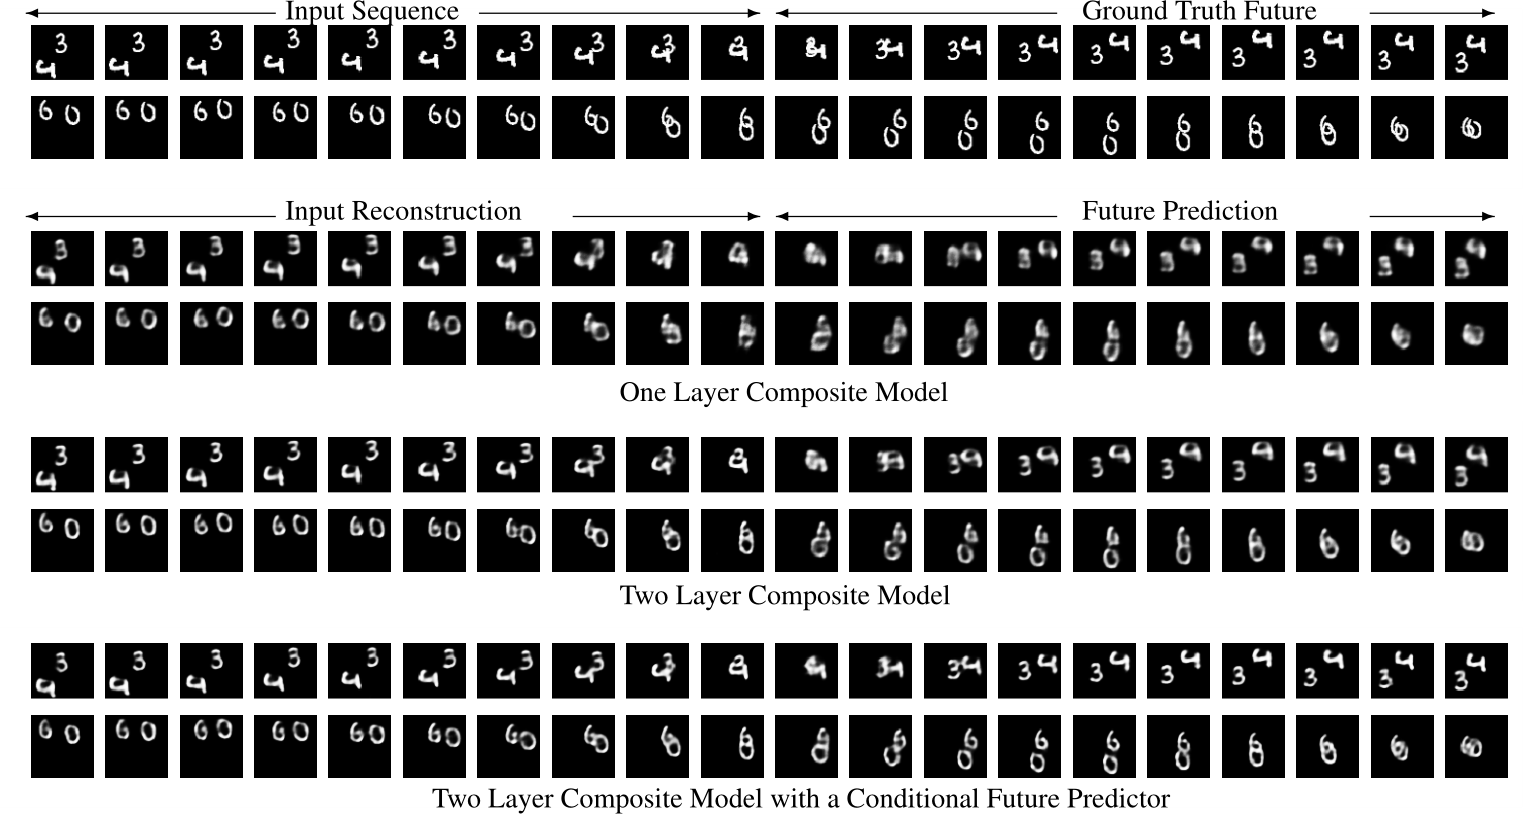 Input Sequence Ground Truth Future
Input Reconstruction Future Prediction
One Layer Composite Model
Two Layer Composite Model
Two Layer Composite Model with a Conditional Future Predictor